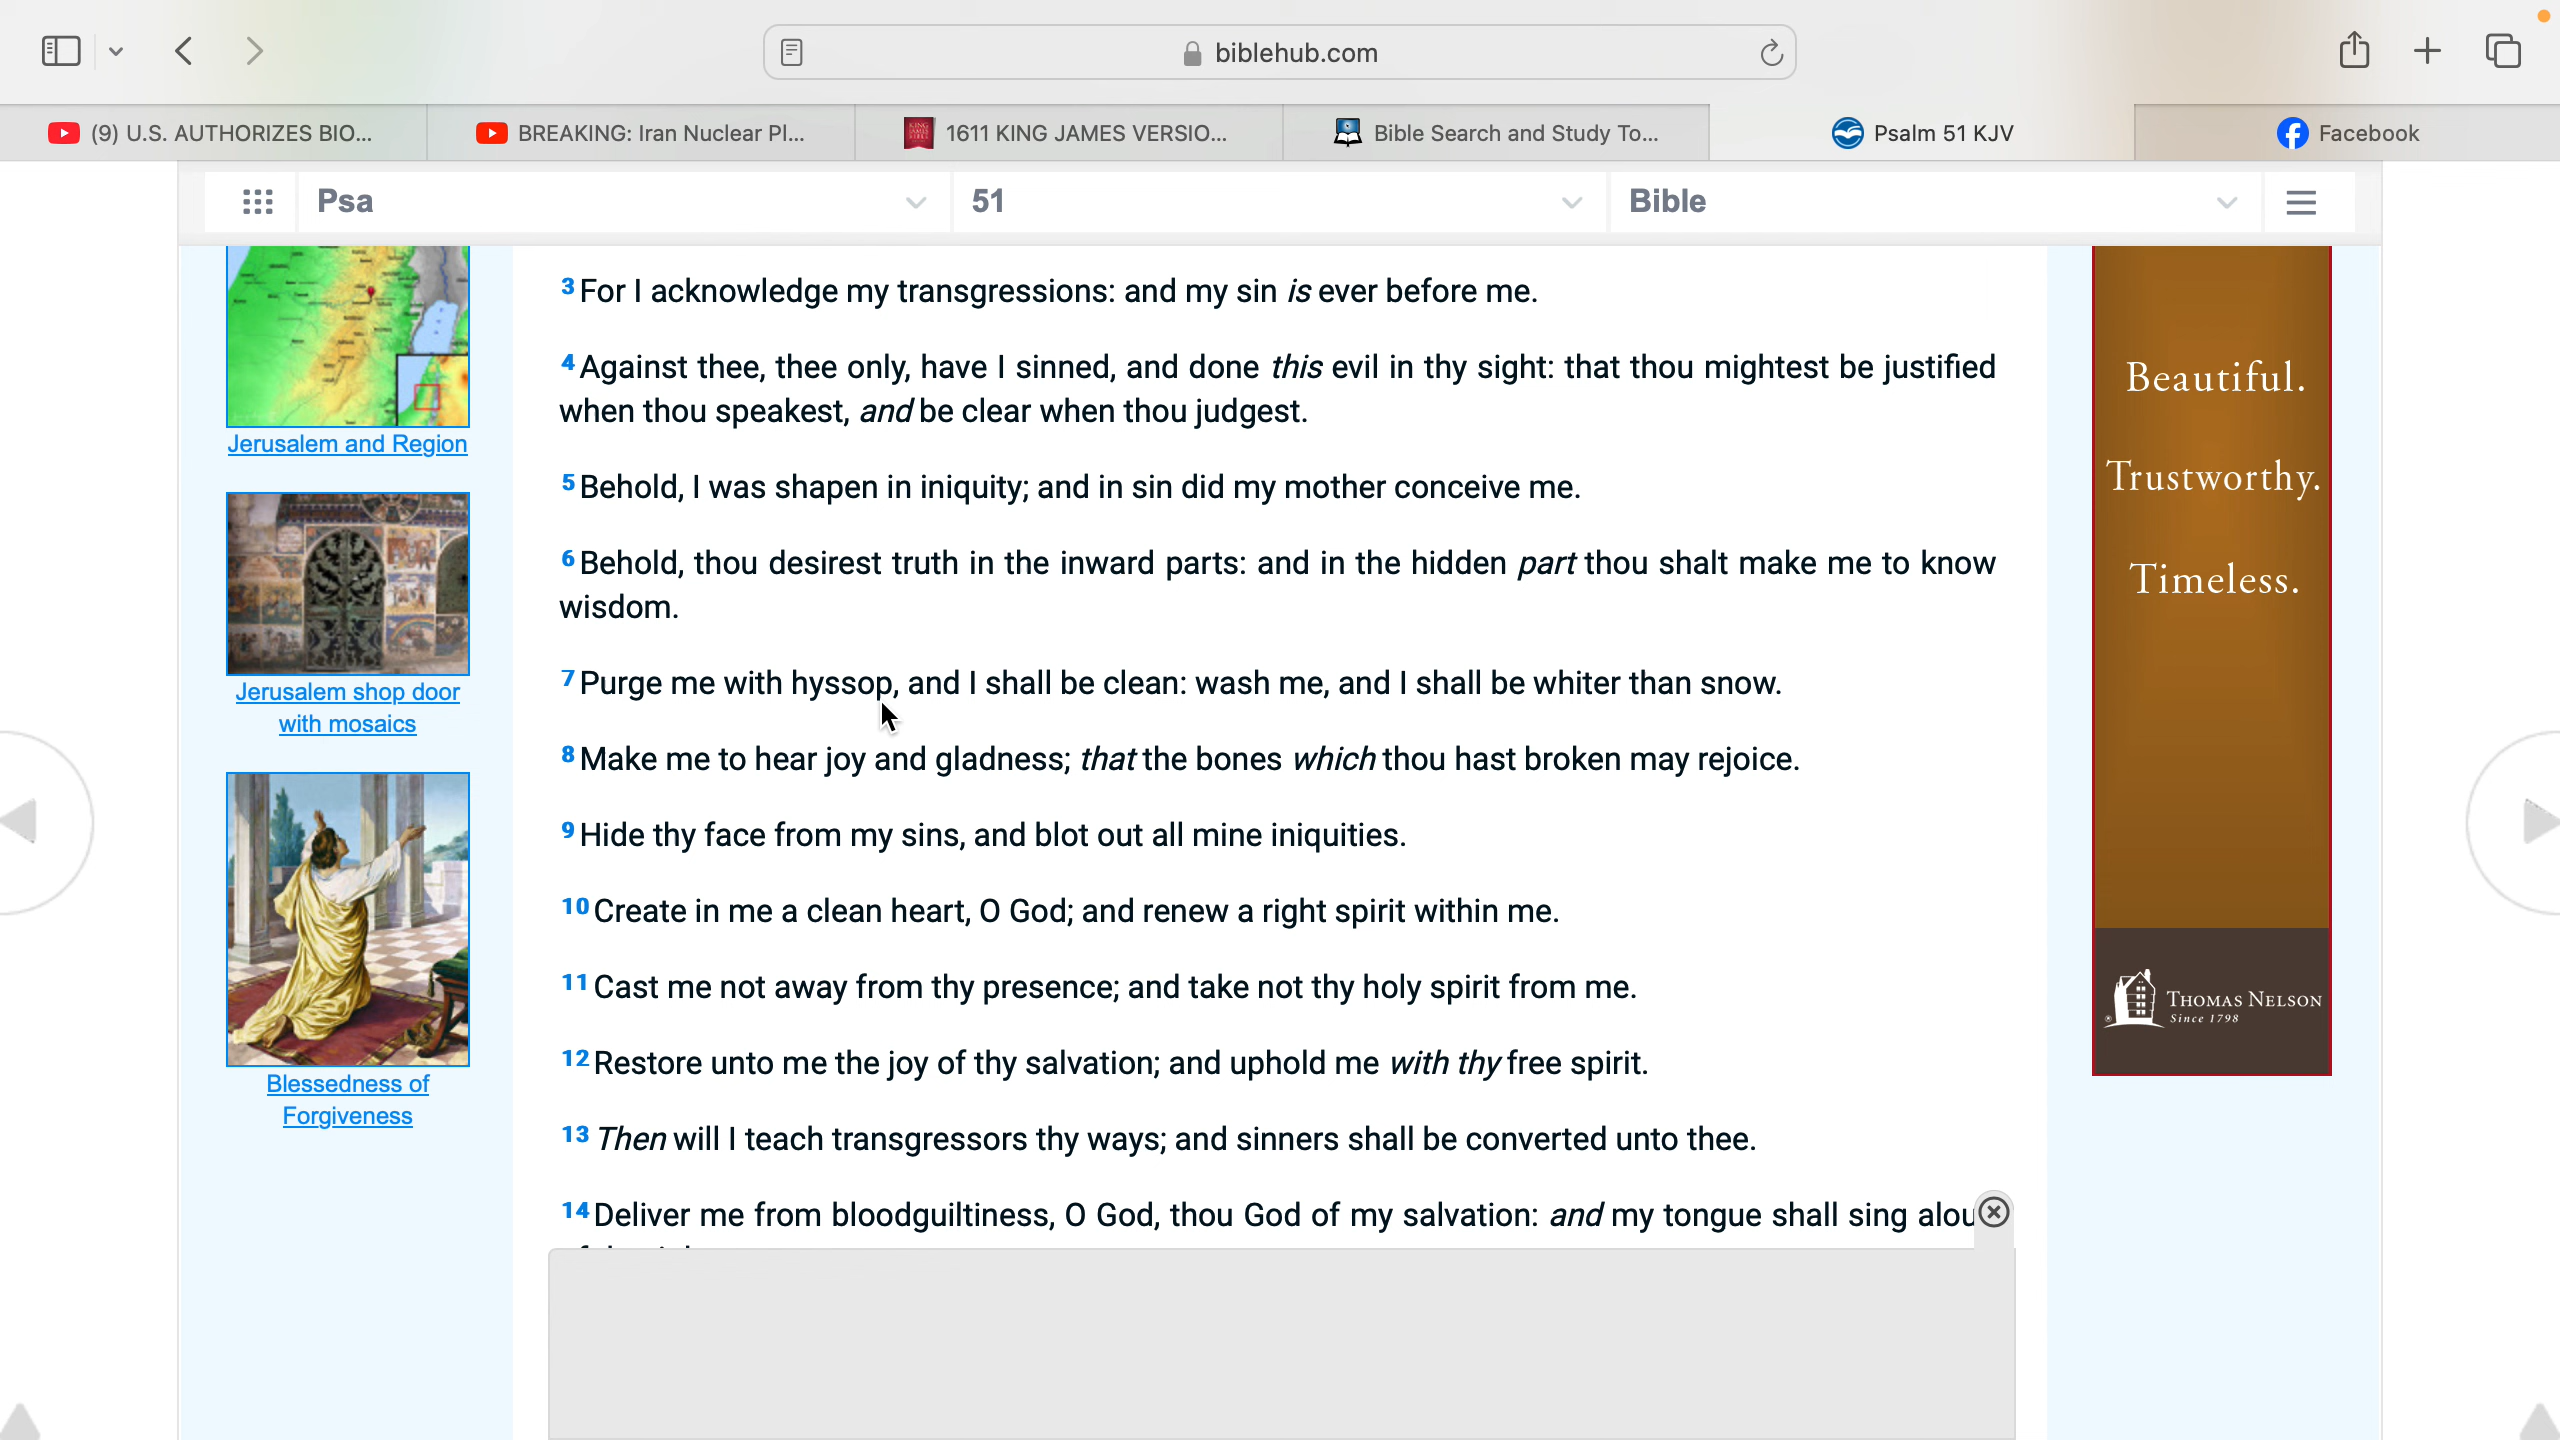 biblehub.com
(9) U.S. AUTHORIZES BIO...
BREAKING: Iran Nuclear Pl...
1611 KING JAMES VERSIO...
Bible Search and Study To...
Psalm 51 KJV
Facebook
Psa
51
Bible
Jerusalem and Region
Jerusalem shop door
with mosaics
Blessedness of
Forgiveness
3 For I acknowledge my transgressions: and my sin is ever before me.
4 Against thee, thee only, have I sinned, and done this evil in thy sight: that thou mightest be justified
when thou speakest, and be clear when thou judgest.
5 Behold, I was shapen in iniquity; and in sin did my mother conceive me.
6 Behold, thou desirest truth in the inward parts: and in the hidden part thou shalt make me to know
wisdom.
7 Purge me with hyssop, and I shall be clean: wash me, and I shall be whiter than snow.
8 Make me to hear joy and gladness; that the bones which thou hast broken may rejoice.
9 Hide thy face from my sins, and blot out all mine iniquities.
10 Create in me a clean heart, O God; and renew a right spirit within me.
11 Cast me not away from thy presence; and take not thy holy spirit from me.
12 Restore unto me the joy of thy salvation; and uphold me with thy free spirit.
13 Then will I teach transgressors thy ways; and sinners shall be converted unto thee.
14 Deliver me from bloodguiltiness, O God, thou God of my salvation: and my tongue shall sing alou
Beautiful.
Trustworthy.
Timeless.
THOMAS NELSON
Since 1798